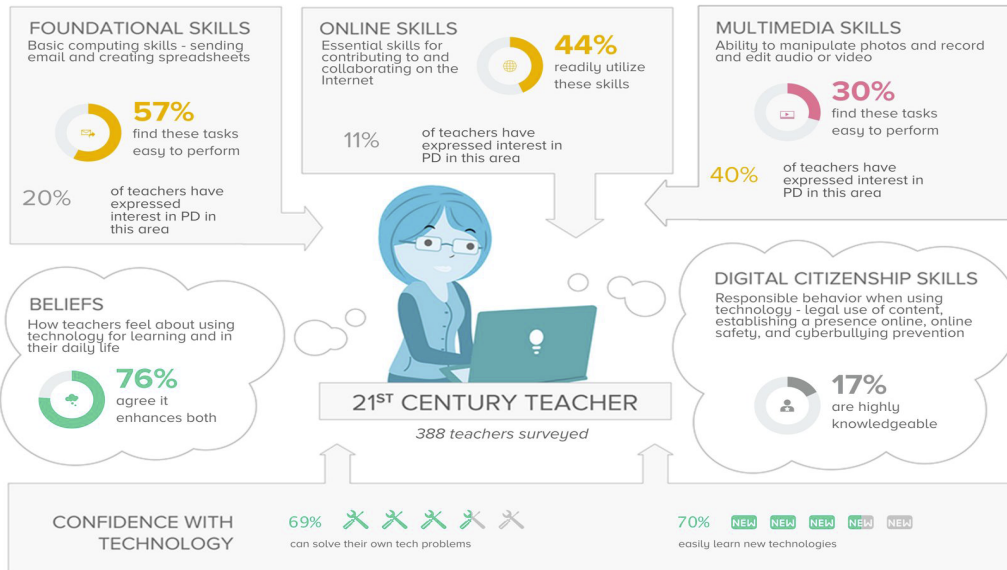 FOUNDATIONAL SKILLS
Basic computing skills - sending
email and creating spreadsheets
57%
find these tasks
easy to perform
20%
of teachers have
expressed
interest in PD in
this area
ONLINE SKILLS
Essential skills for
contributing to and
collaborating on the
Internet
44%
readily utilize
these skills
11%
of teachers have
expressed interest in
PD in this area
MULTIMEDIA SKILLS
Ability to manipulate photos and record
and edit audio or video
30%
find these tasks
easy to perform
40%
of teachers have
expressed interest in
PD in this area
BELIEFS
How teachers feel about using
technology for learning and in
their daily life
76%
agree it
enhances both
DIGITAL CITIZENSHIP SKILLS
Responsible behavior when using
technology - legal use of content,
establishing a presence online, online
safety, and cyberbullying prevention
17%
are highly
knowledgeable
21ST CENTURY TEACHER
388 teachers surveyed
CONFIDENCE WITH
TECHNOLOGY
69%
can solve their own tech problems
70% NEW NEW NEW NEW NEW
easily learn new technologies